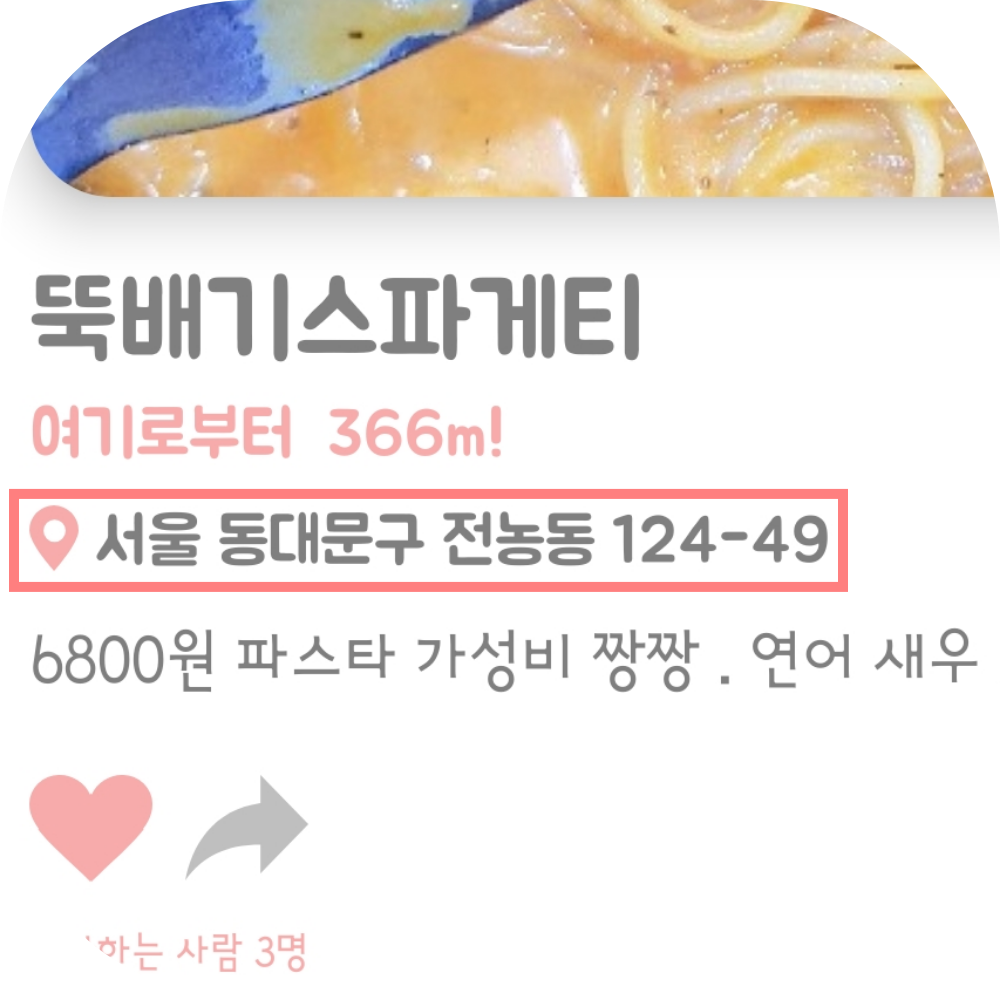 뚝배기스파게티
여기로부터 366m!
서울 동대문구 전농동 124-49
6800원 파스타 가성비 짱짱 . 연어 새우
하는 사람 3명